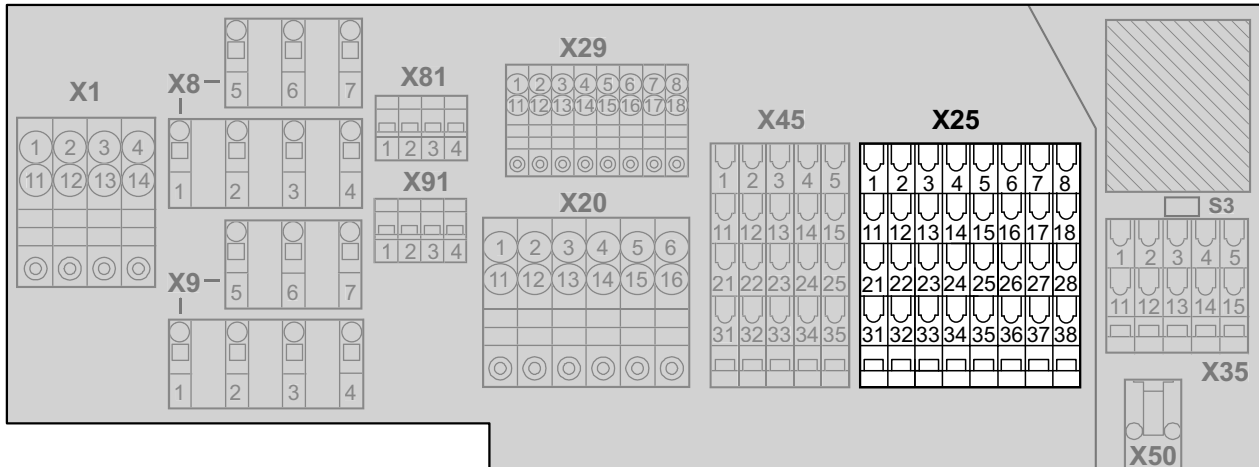 X1
1 2 3 4
11 12 13 14
X8
5 6 7
1 2 3 4
X9
5 6 7
1 2 3 4
X81
1 2 3 4
X91
1 2 3 4
X29
1 2 3 4 5 6 7 8
11 12 13 14 15 16 17 18
X20
1 2 3 4 5 6
11 12 13 14 15 16
X45
1 2 3 4 5
11 12 13 14 15
21 22 23 24 25
31 32 33 34 35
X25
1 2 3 4 5 6 7 8
11 12 13 14 15 16 17 18
21 22 23 24 25 26 27 28
31 32 33 34 35 36 37 38
S3
1 2 3 4 5
11 12 13 14 15
X35
X50